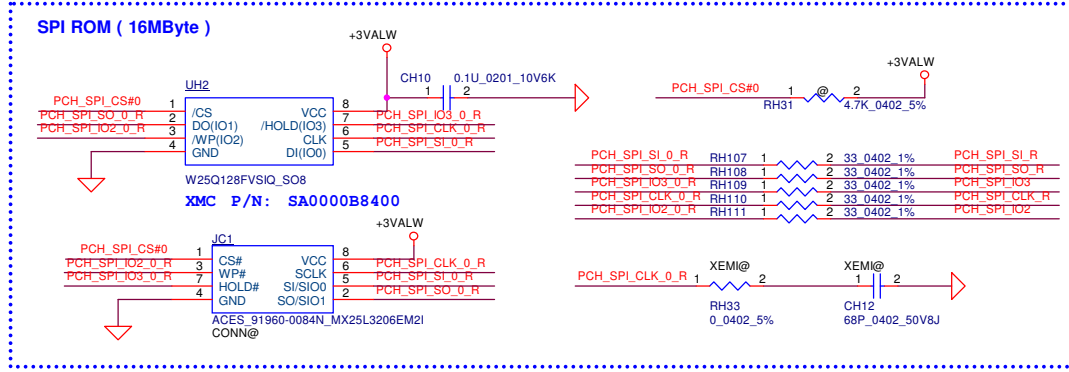 SPI ROM ( 16MByte )
+3VALW
CH10 0.1U_0201_10V6K
1 2
UH2
PCH_SPI_CS#0 1 /CS VCC 8
PCH_SPI_SO_0_R 2 DO(IO1) /HOLD(IO3) 7 PCH_SPI_IO3_0_R
PCH_SPI_IO2_0_R 3 /WP(IO2) CLK 6 PCH_SPI_CLK_0_R
4 GND DI(IO0) 5 PCH_SPI_SI_0_R
W25Q128FVSIQ_SO8
XMC P/N: SA0000B8400
+3VALW
JC1
PCH_SPI_CS#0 1 CS# VCC 8
PCH_SPI_IO2_0_R 3 WP# SCLK 6 PCH_SPI_CLK_0_R
PCH_SPI_IO3_0_R 7 HOLD# SI/SIO0 5 PCH_SPI_SI_0_R
4 GND SO/SIO1 2 PCH_SPI_SO_0_R
ACES_91960-0084N_MX25L3206EM2I
CONN@
+3VALW
PCH_SPI_CS#0 1 @ 2
RH31 4.7K_0402_5%
PCH_SPI_SI_0_R RH107 1 2 33_0402_1% PCH_SPI_SI_R
PCH_SPI_SO_0_R RH108 1 2 33_0402_1% PCH_SPI_SO_R
PCH_SPI_IO3_0_R RH109 1 2 33_0402_1% PCH_SPI_IO3
PCH_SPI_CLK_0_R RH110 1 2 33_0402_1% PCH_SPI_CLK_R
PCH_SPI_IO2_0_R RH111 1 2 33_0402_1% PCH_SPI_IO2
XEMI@ XEMI@
PCH_SPI_CLK_0_R 1 2 1 2
RH33 CH12
0_0402_5% 68P_0402_50V8J